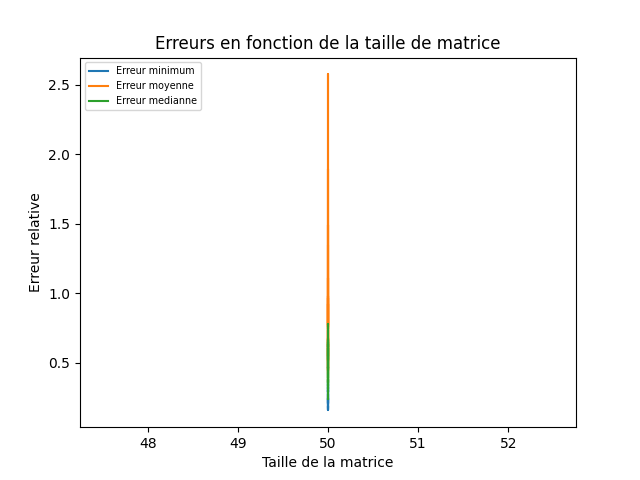 Erreurs en fonction de la taille de matrice
Erreur minimum
Erreur moyenne
Erreur medianne
2.5
2.0
1.5
1.0
0.5
Erreur relative
48 49 50 51 52
Taille de la matrice